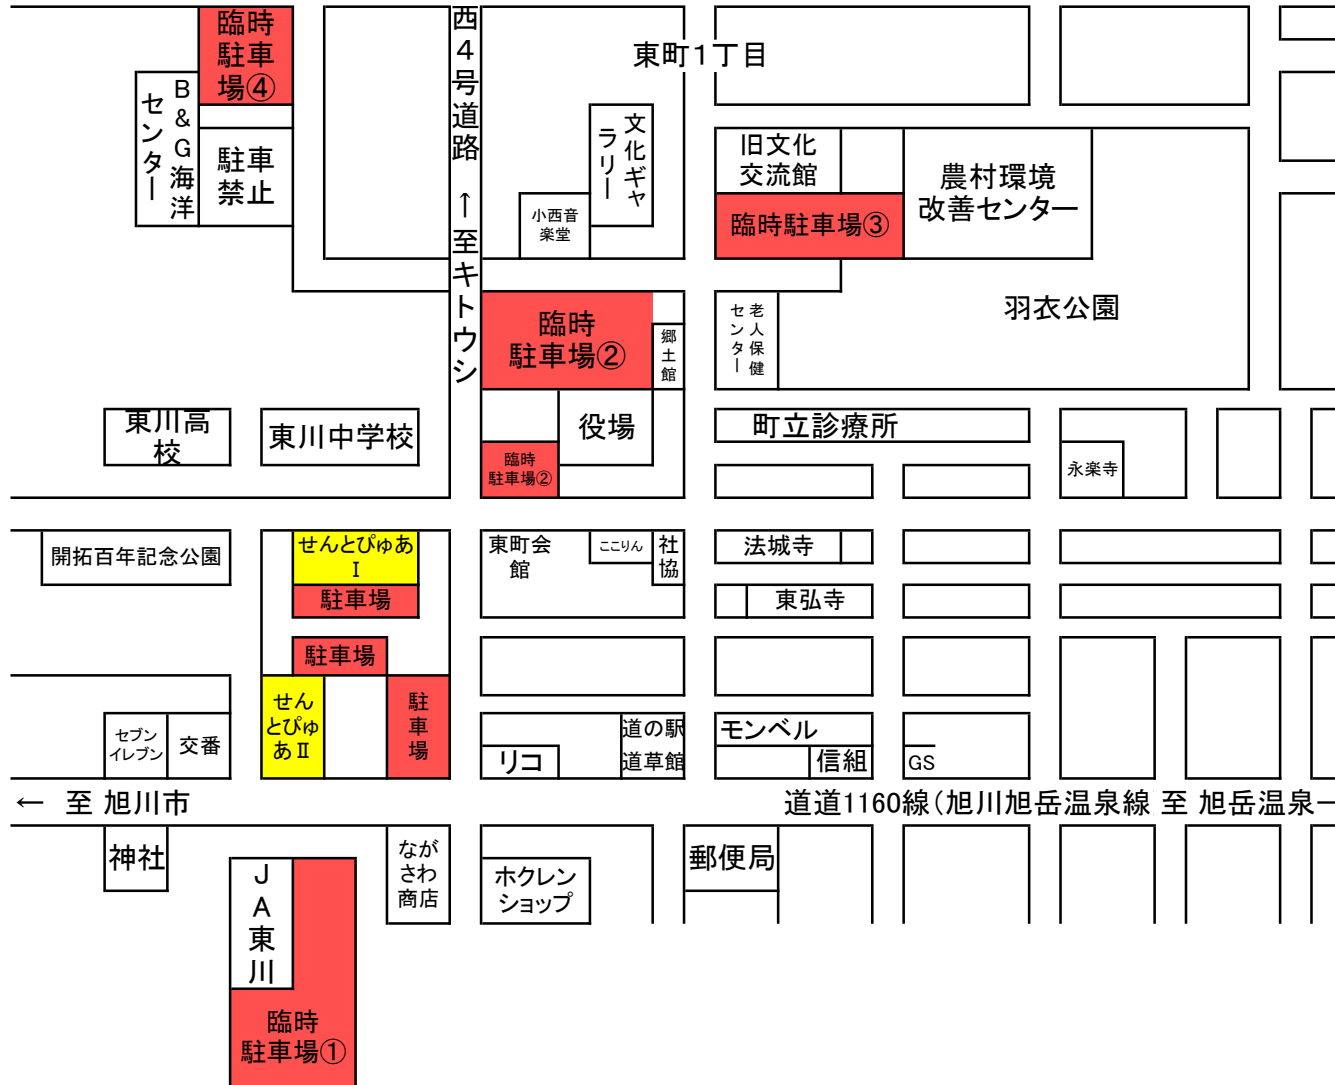 臨時
駐車
場④
B&G海洋
センター
駐車
禁止
西4号道路 ↑至キトウシ
東町1丁目
文化ギャ
ラリー
小西音
楽堂
旧文化
交流館
臨時駐車場③
農村環境
改善センター
羽衣公園
臨時
駐車場②
郷土館
老人保健
センター
東川高
校
東川中学校
役場
臨時
駐車場②
町立診療所
永楽寺
開拓百年記念公園
せんとぴゅあ
Ⅰ
駐車場
東町会
館
ここりん
社
協
法城寺
東弘寺
駐車場
せん
とぴゅ
あⅡ
駐
車
場
セブン
イレブン
交番
リコ
道の駅
道草館
モンベル
信組
GS
← 至 旭川市
道道1160線(旭川旭岳温泉線 至 旭岳温泉→
神社
JA東川
なが
さわ
商店
ホクレン
ショップ
郵便局
臨時
駐車場①